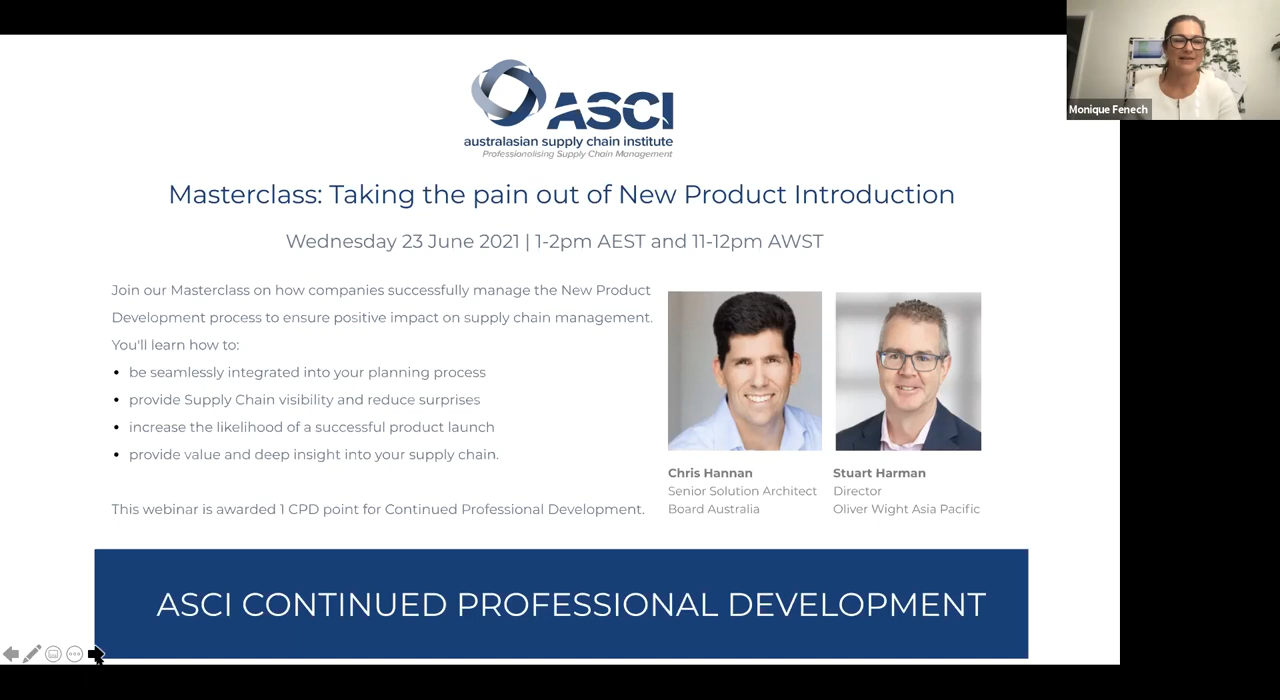 Monique Fenech
ASCI
australasian supply chain institute
Professionalising Supply Chain Management
Masterclass: Taking the pain out of New Product Introduction
Wednesday 23 June 2021 | 1-2pm AEST and 11-12pm AWST
Join our Masterclass on how companies successfully manage the New Product
Development process to ensure positive impact on supply chain management.
You'll learn how to:
• be seamlessly integrated into your planning process
• provide Supply Chain visibility and reduce surprises
• increase the likelihood of a successful product launch
• provide value and deep insight into your supply chain.
This webinar is awarded 1 CPD point for Continued Professional Development.
Chris Hannan
Senior Solution Architect
Board Australia
Stuart Harman
Director
Oliver Wight Asia Pacific
ASCI CONTINUED PROFESSIONAL DEVELOPMENT